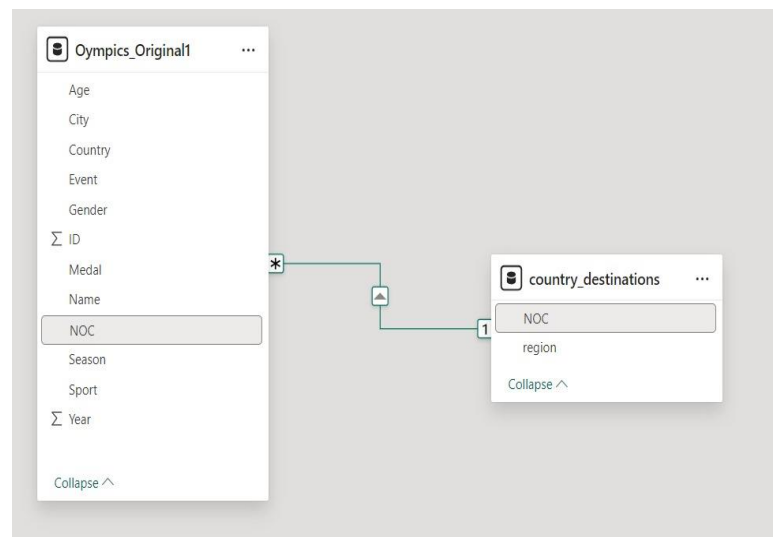 Oympics_Original1
Age
City
Country
Event
Gender
∑ ID
Medal
Name
NOC
Season
Sport
∑ Year
Collapse
*
1
country_destinations
NOC
region
Collapse